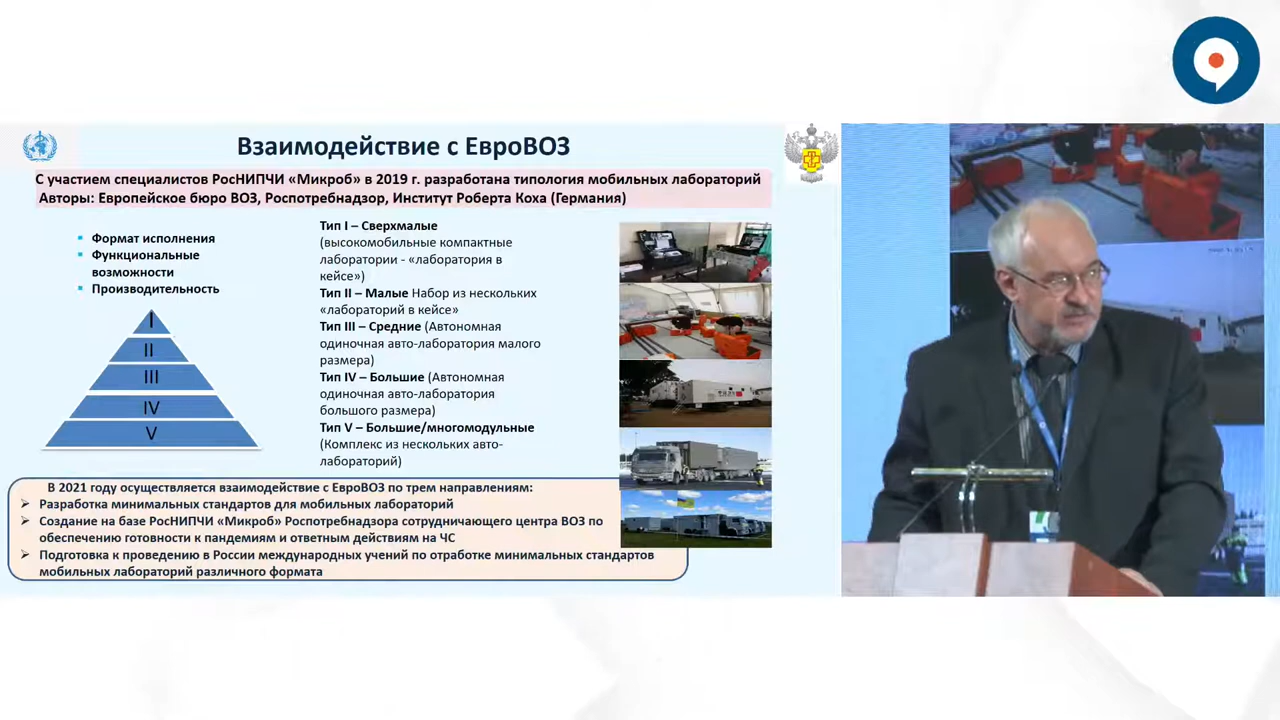 Взаимодействие с ЕвроВОЗ
С участием специалистов РосНИПЧИ «Микроб» в 2019 г. разработана типология мобильных лабораторий
Авторы: Европейское бюро ВОЗ, Роспотребнадзор, Институт Роберта Коха (Германия)
Формат исполнения
Функциональные
возможности
Производительность
I
II
III
IV
V
Тип I – Сверхмалые
(высокомобильные компактные
лаборатории - «лаборатория в
кейсе»)
Тип II – Малые Набор из нескольких
«лабораторий в кейсе»
Тип III – Средние (Автономная
одиночная авто-лаборатория малого
размера)
Тип IV – Большие (Автономная
одиночная авто-лаборатория
большого размера)
Тип V – Большие/многомодульные
(Комплекс из нескольких авто-
лабораторий)
В 2021 году осуществляется взаимодействие с ЕвроВОЗ по трем направлениям:
Разработка минимальных стандартов для мобильных лабораторий
Создание на базе РосНИПЧИ «Микроб» Роспотребнадзора сотрудничающего центра ВОЗ по
обеспечению готовности к пандемиям и ответным действиям на ЧС
Подготовка к проведению в России международных учений по отработке минимальных стандартов
мобильных лабораторий различного формата